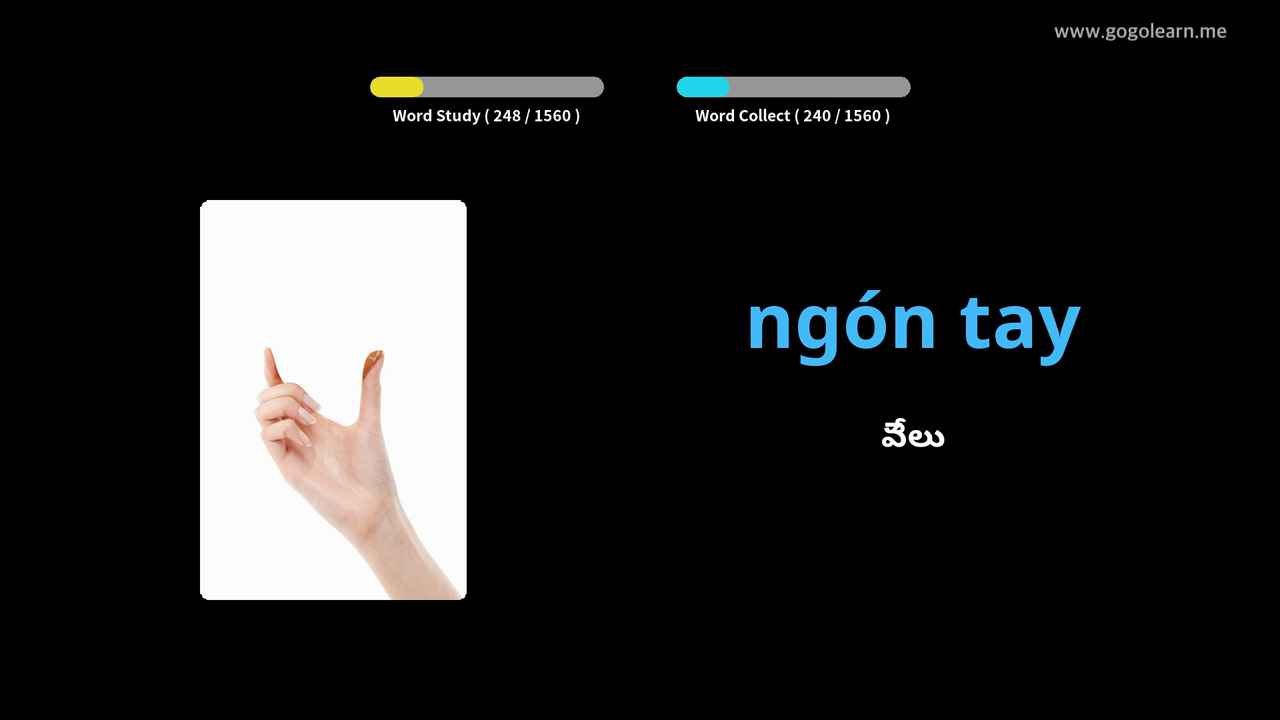 www.gogolearn.me
Word Study ( 248 / 1560 )
Word Collect ( 240 / 1560 )
ngón tay
వేలు